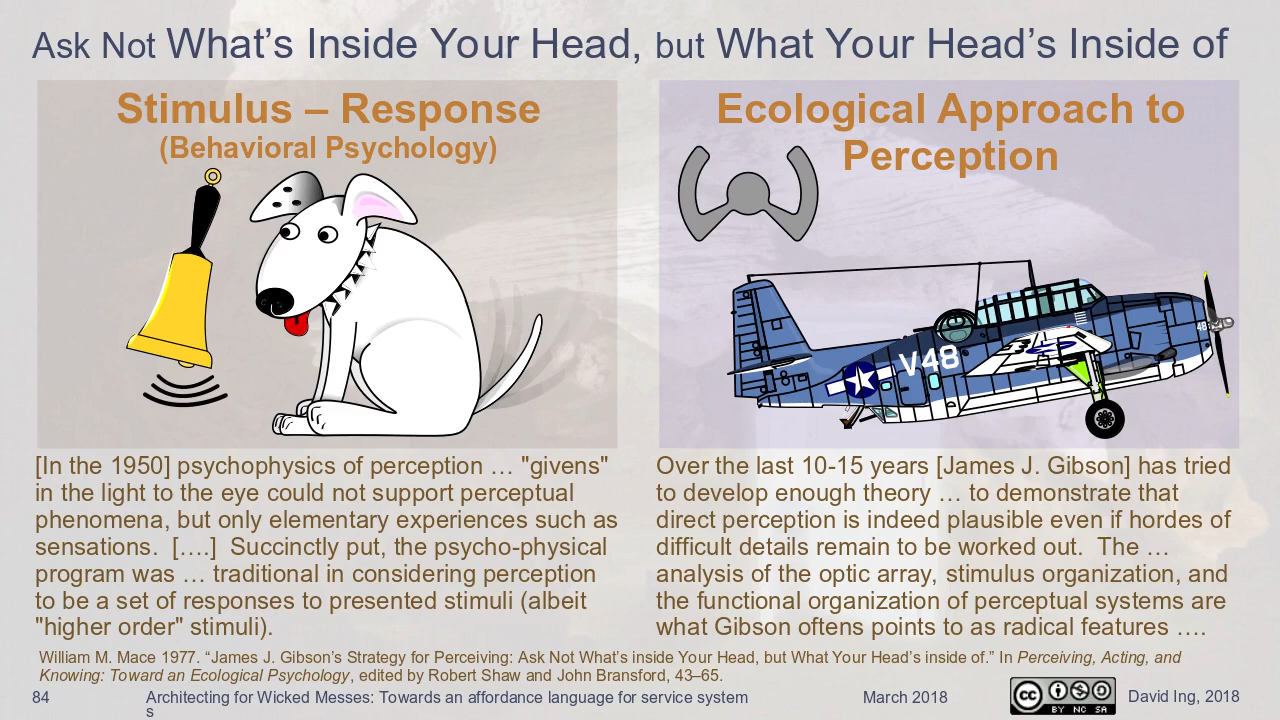 Ask Not What's Inside Your Head, but What Your Head's Inside of
Stimulus – Response
(Behavioral Psychology)
Ecological Approach to
Perception
V48
48
[In the 1950] psychophysics of perception … "givens"
in the light to the eye could not support perceptual
phenomena, but only elementary experiences such as
sensations.  [….]  Succinctly put, the psycho-physical
program was … traditional in considering perception
to be a set of responses to presented stimuli (albeit
"higher order" stimuli).
Over the last 10-15 years [James J. Gibson] has tried
to develop enough theory … to demonstrate that
direct perception is indeed plausible even if hordes of
difficult details remain to be worked out.  The …
analysis of the optic array, stimulus organization, and
the functional organization of perceptual systems are
what Gibson oftens points to as radical features ….
William M. Mace 1977. “James J. Gibson’s Strategy for Perceiving: Ask Not What’s inside Your Head, but What Your Head’s inside of.” In Perceiving, Acting, and
Knowing: Toward an Ecological Psychology, edited by Robert Shaw and John Bransford, 43–65.
84
Architecting for Wicked Messes: Towards an affordance language for service system
s
March 2018
cc
BY NC SA
David Ing, 2018